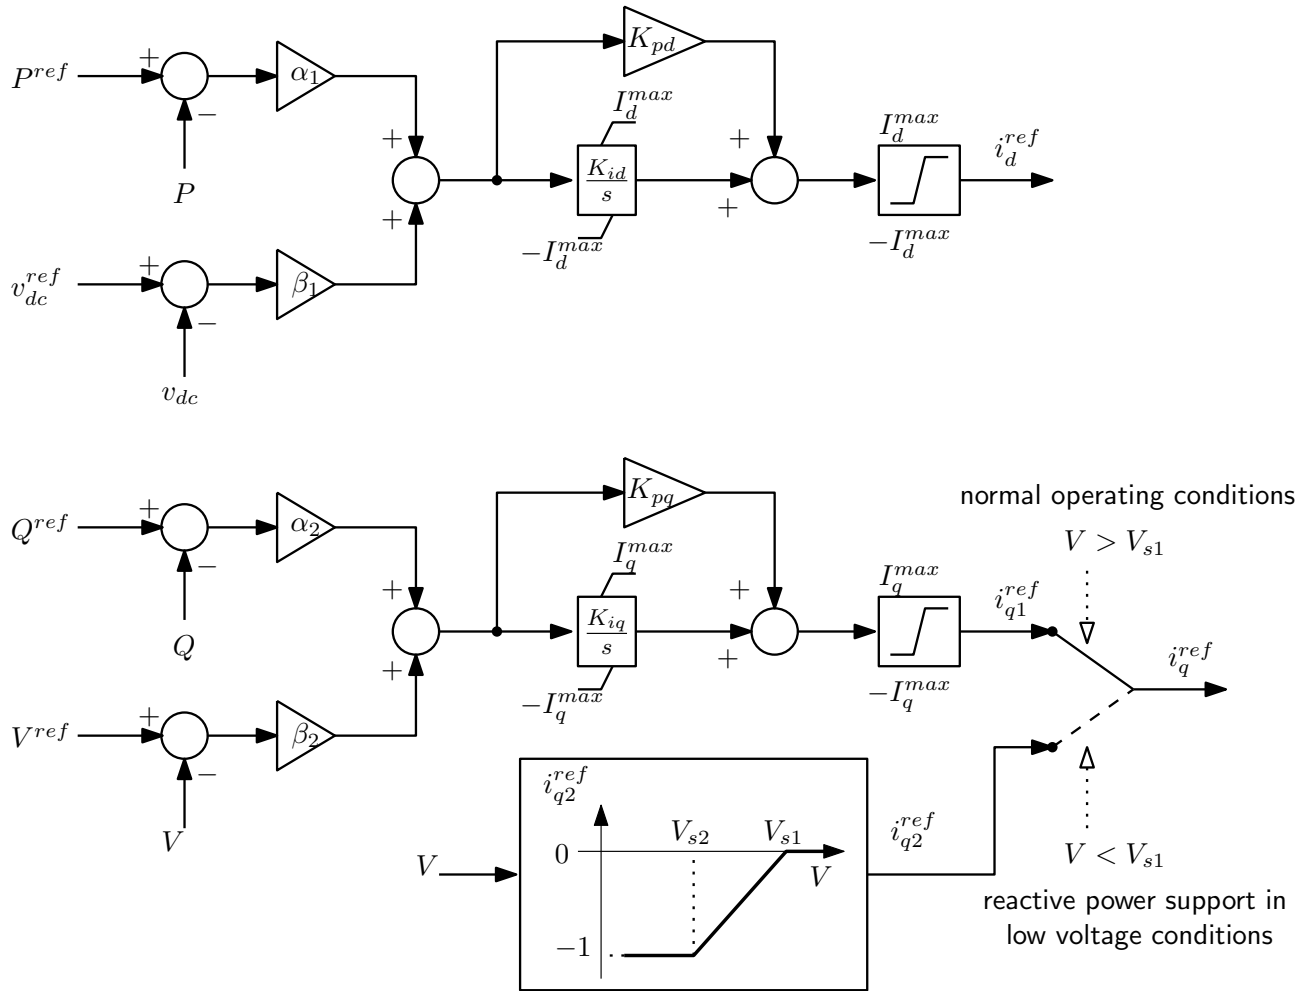 K_{pd}
P^{ref}
+
α_1
−
I_d^{max}
P
+
+
I_d^{max}
i_d^{ref}
\frac{K_{id}}{s}
+
+
−I_d^{max}
−I_d^{max}
v_{dc}^{ref}
+
β_1
−
v_{dc}
K_{pq}
normal operating conditions
Q^{ref}
+
α_2
V > V_{s1}
−
I_q^{max}
Q
+
+
I_q^{max}
i_{q1}^{ref}
\frac{K_{iq}}{s}
+
+
−I_q^{max}
−I_q^{max}
i_q^{ref}
V^{ref}
+
β_2
−
V
i_{q2}^{ref}
V_{s2}
V_{s1}
i_{q2}^{ref}
V
0
V
V < V_{s1}
−1
reactive power support in
low voltage conditions